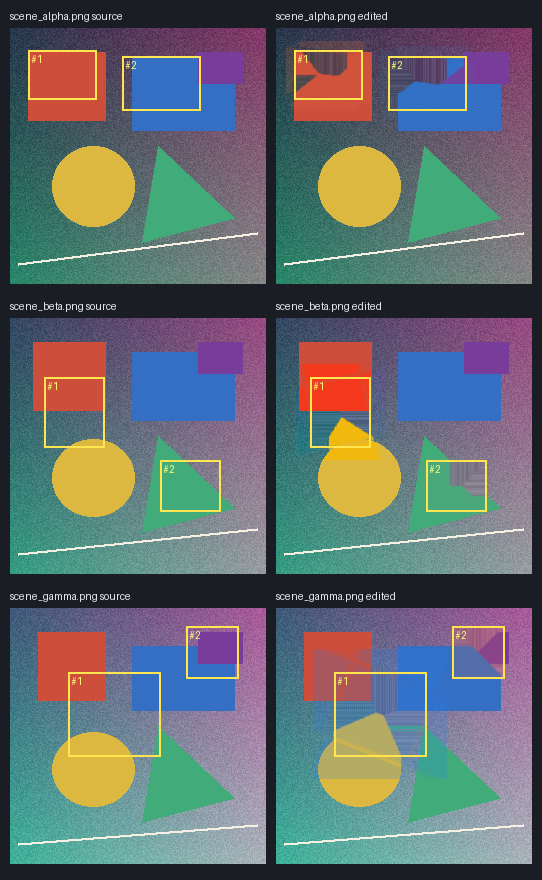 scene_alpha.png source
scene_alpha.png edited
#1
#2
#1
#2
scene_beta.png source
scene_beta.png edited
#1
#2
#1
#2
scene_gamma.png source
scene_gamma.png edited
#2
#1
#2
#1